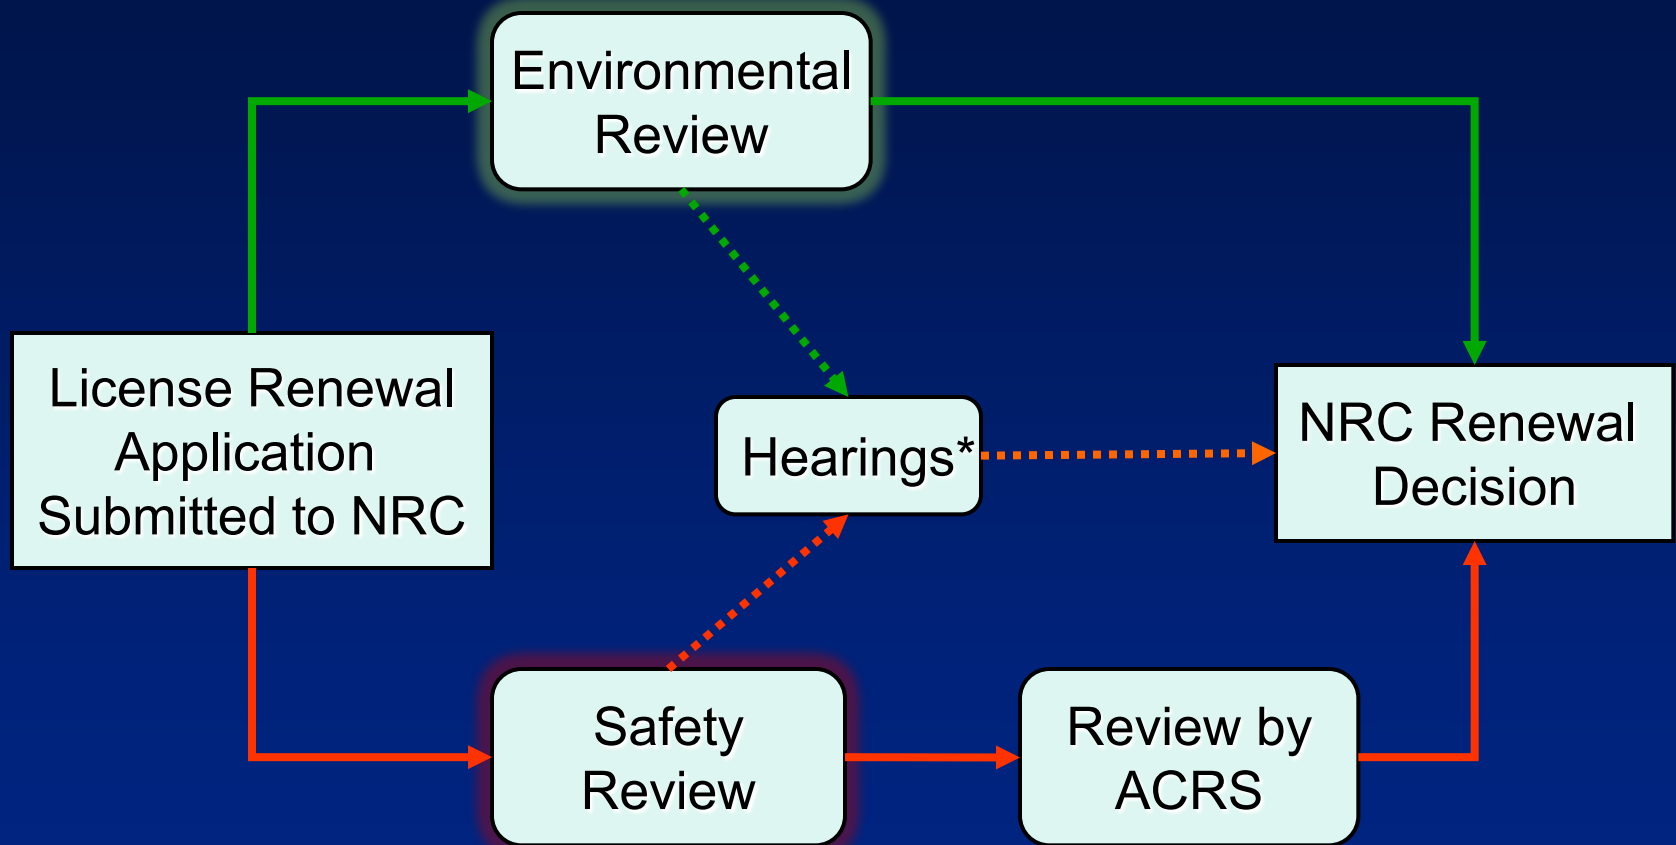 Environmental
Review
License Renewal
Application
Submitted to NRC
Hearings*
NRC Renewal
Decision
Safety
Review
Review by
ACRS